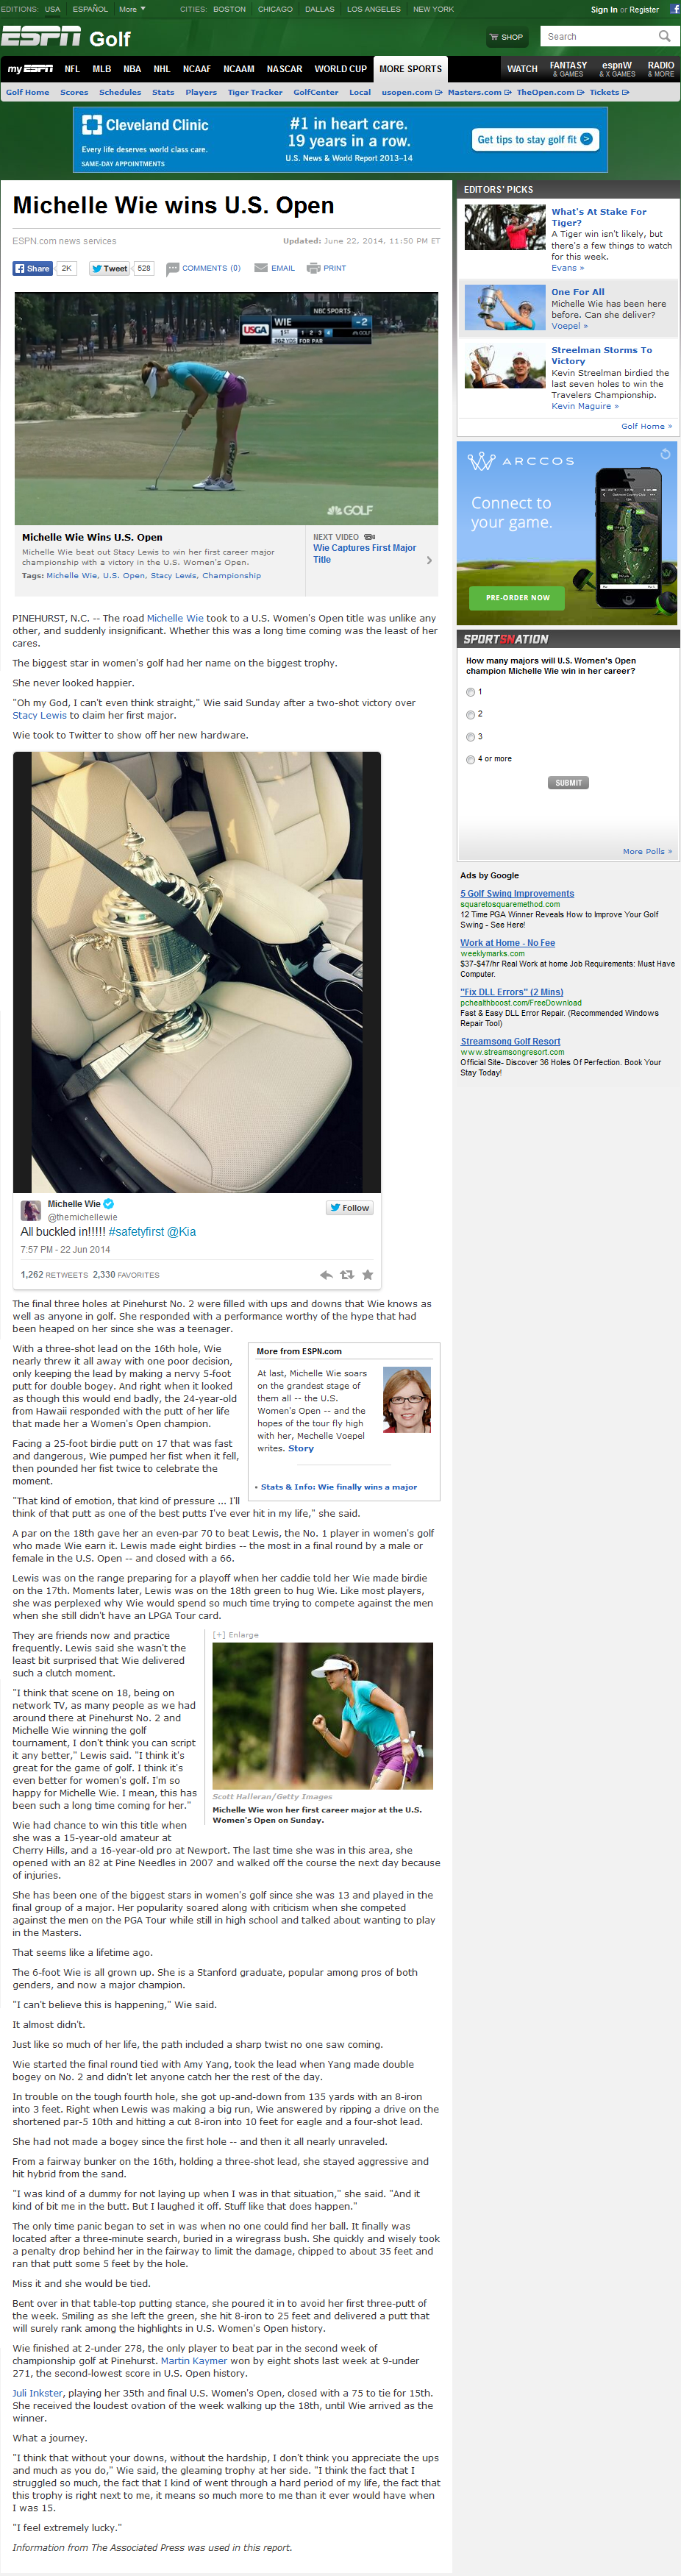 EDITIONS: USA ESPAÑOL More CITIES: BOSTON CHICAGO DALLAS LOS ANGELES NEW YORK Sign In or Register
ESPN Golf
SHOP
Search
my ESPN NFL MLB NBA NHL NCAAF NCAAM NASCAR WORLD CUP MORE SPORTS WATCH FANTASY & GAMES espnW & X GAMES RADIO & MORE
Golf Home Scores Schedules Stats Players Tiger Tracker GolfCenter Local usopen.com Masters.com TheOpen.com Tickets
Cleveland Clinic
Every life deserves world class care.
SAME-DAY APPOINTMENTS
#1 in heart care.
19 years in a row.
U.S. News & World Report 2013-14
Get tips to stay golf fit
Michelle Wie wins U.S. Open
ESPN.com news services
Updated: June 22, 2014, 11:50 PM ET
Share 2K Tweet 528 COMMENTS (0) EMAIL PRINT
NBC SPORTS
USGA WIE -2
1 2 3 4 GOLF
362 YDS FOR PAR
GOLF
Michelle Wie Wins U.S. Open
Michelle Wie beat out Stacy Lewis to win her first career major
championship with a victory in the U.S. Women's Open.
Tags: Michelle Wie, U.S. Open, Stacy Lewis, Championship
NEXT VIDEO
Wie Captures First Major
Title
PINEHURST, N.C. -- The road Michelle Wie took to a U.S. Women's Open title was unlike any
other, and suddenly insignificant. Whether this was a long time coming was the least of her
cares.
The biggest star in women's golf had her name on the biggest trophy.
She never looked happier.
"Oh my God, I can't even think straight," Wie said Sunday after a two-shot victory over
Stacy Lewis to claim her first major.
Wie took to Twitter to show off her new hardware.
Michelle Wie
@themichellewie
Follow
All buckled in!!!!! #safetyfirst @Kia
7:57 PM - 22 Jun 2014
1,262 RETWEETS 2,330 FAVORITES
The final three holes at Pinehurst No. 2 were filled with ups and downs that Wie knows as
well as anyone in golf. She responded with a performance worthy of the hype that had
been heaped on her since she was a teenager.
With a three-shot lead on the 16th hole, Wie
nearly threw it all away with one poor decision,
only keeping the lead by making a nervy 5-foot
putt for double bogey. And right when it looked
as though this would end badly, the 24-year-old
from Hawaii responded with the putt of her life
that made her a Women's Open champion.
Facing a 25-foot birdie putt on 17 that was fast
and dangerous, Wie pumped her fist when it fell,
then pounded her fist twice to celebrate the
moment.
"That kind of emotion, that kind of pressure ... I'll
think of that putt as one of the best putts I've ever hit in my life," she said.
More from ESPN.com
At last, Michelle Wie soars
on the grandest stage of
them all -- the U.S.
Women's Open -- and the
hopes of the tour fly high
with her, Mechelle Voepel
writes. Story
• Stats & Info: Wie finally wins a major
A par on the 18th gave her an even-par 70 to beat Lewis, the No. 1 player in women's golf
who made Wie earn it. Lewis made eight birdies -- the most in a final round by a male or
female in the U.S. Open -- and closed with a 66.
Lewis was on the range preparing for a playoff when her caddie told her Wie made birdie
on the 17th. Moments later, Lewis was on the 18th green to hug Wie. Like most players,
she was perplexed why Wie would spend so much time trying to compete against the men
when she still didn't have an LPGA Tour card.
They are friends now and practice
frequently. Lewis said she wasn't the
least bit surprised that Wie delivered
such a clutch moment.
"I think that scene on 18, being on
network TV, as many people as we had
around there at Pinehurst No. 2 and
Michelle Wie winning the golf
tournament, I don't think you can script
it any better," Lewis said. "I think it's
great for the game of golf. I think it's
even better for women's golf. I'm so
happy for Michelle Wie. I mean, this has
been such a long time coming for her."
[+] Enlarge
Scott Halleran/Getty Images
Michelle Wie won her first career major at the U.S.
Women's Open on Sunday.
Wie had chance to win this title when
she was a 15-year-old amateur at
Cherry Hills, and a 16-year-old pro at Newport. The last time she was in this area, she
opened with an 82 at Pine Needles in 2007 and walked off the course the next day because
of injuries.
She has been one of the biggest stars in women's golf since she was 13 and played in the
final group of a major. Her popularity soared along with criticism when she competed
against the men on the PGA Tour while still in high school and talked about wanting to play
in the Masters.
That seems like a lifetime ago.
The 6-foot Wie is all grown up. She is a Stanford graduate, popular among pros of both
genders, and now a major champion.
"I can't believe this is happening," Wie said.
It almost didn't.
Just like so much of her life, the path included a sharp twist no one saw coming.
Wie started the final round tied with Amy Yang, took the lead when Yang made double
bogey on No. 2 and didn't let anyone catch her the rest of the day.
In trouble on the tough fourth hole, she got up-and-down from 135 yards with an 8-iron
into 3 feet. Right when Lewis was making a big run, Wie answered by ripping a drive on the
shortened par-5 10th and hitting a cut 8-iron into 10 feet for eagle and a four-shot lead.
She had not made a bogey since the first hole -- and then it all nearly unraveled.
From a fairway bunker on the 16th, holding a three-shot lead, she stayed aggressive and
hit hybrid from the sand.
"I was kind of a dummy for not laying up when I was in that situation," she said. "And it
kind of bit me in the butt. But I laughed it off. Stuff like that does happen."
The only time panic began to set in was when no one could find her ball. It finally was
located after a three-minute search, buried in a wiregrass bush. She quickly and wisely took
a penalty drop behind her in the fairway to limit the damage, chipped to about 35 feet and
ran that putt some 5 feet by the hole.
Miss it and she would be tied.
Bent over in that table-top putting stance, she poured it in to avoid her first three-putt of
the week. Smiling as she left the green, she hit 8-iron to 25 feet and delivered a putt that
will surely rank among the highlights in U.S. Women's Open history.
Wie finished at 2-under 278, the only player to beat par in the second week of
championship golf at Pinehurst. Martin Kaymer won by eight shots last week at 9-under
271, the second-lowest score in U.S. Open history.
Juli Inkster, playing her 35th and final U.S. Women's Open, closed with a 75 to tie for 15th.
She received the loudest ovation of the week walking up the 18th, until Wie arrived as the
winner.
What a journey.
"I think that without your downs, without the hardship, I don't think you appreciate the ups
and much as you do," Wie said, the gleaming trophy at her side. "I think the fact that I
struggled so much, the fact that I kind of went through a hard period of my life, the fact that
this trophy is right next to me, it means so much more to me than it ever would have when
I was 15.
"I feel extremely lucky."
Information from The Associated Press was used in this report.
EDITORS' PICKS
What's At Stake For
Tiger?
A Tiger win isn't likely, but
there's a few things to watch
for this week.
Evans »
One For All
Michelle Wie has been here
before. Can she deliver?
Voepel »
Streelman Storms To
Victory
Kevin Streelman birdied the
last seven holes to win the
Travelers Championship.
Kevin Maguire »
Golf Home »
ARCCOS
Connect to
your game.
PRE-ORDER NOW
SPORTSNATION
How many majors will U.S. Women's Open
champion Michelle Wie win in her career?
1
2
3
4 or more
SUBMIT
More Polls »
Ads by Google
5 Golf Swing Improvements
squaretosquaremethod.com
12 Time PGA Winner Reveals How to Improve Your Golf
Swing - See Here!
Work at Home - No Fee
weeklymarks.com
$37-$47/hr Real Work at home Job Requirements: Must Have
Computer.
"Fix DLL Errors" (2 Mins)
pchealthboost.com/FreeDownload
Fast & Easy DLL Error Repair. (Recommended Windows
Repair Tool)
Streamsong Golf Resort
www.streamsongresort.com
Official Site- Discover 36 Holes Of Perfection. Book Your
Stay Today!